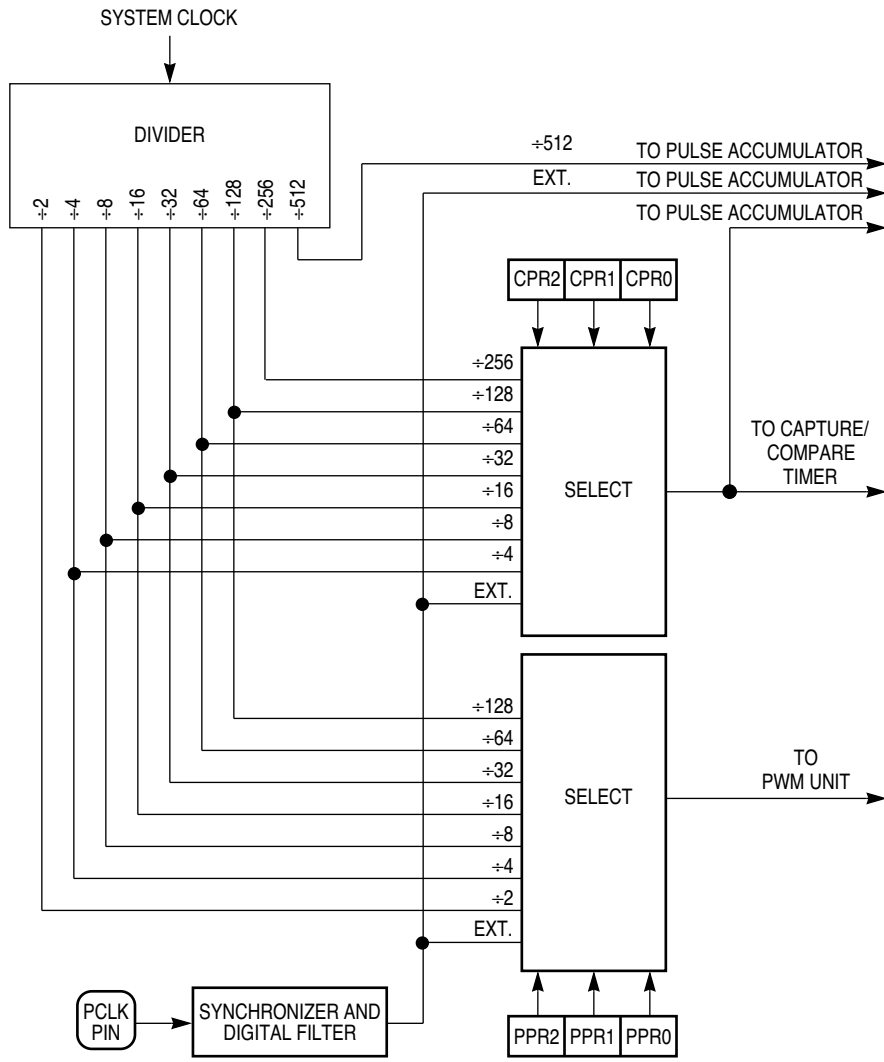 SYSTEM CLOCK
DIVIDER
÷2 ÷4 ÷8 ÷16 ÷32 ÷64 ÷128 ÷256 ÷512
÷512 TO PULSE ACCUMULATOR
EXT. TO PULSE ACCUMULATOR
TO PULSE ACCUMULATOR
CPR2 CPR1 CPR0
÷256
÷128
÷64
÷32
÷16
÷8
÷4
EXT.
SELECT
TO CAPTURE/
COMPARE
TIMER
÷128
÷64
÷32
÷16
÷8
÷4
÷2
EXT.
SELECT
TO
PWM UNIT
PCLK
PIN
SYNCHRONIZER AND
DIGITAL FILTER
PPR2 PPR1 PPR0